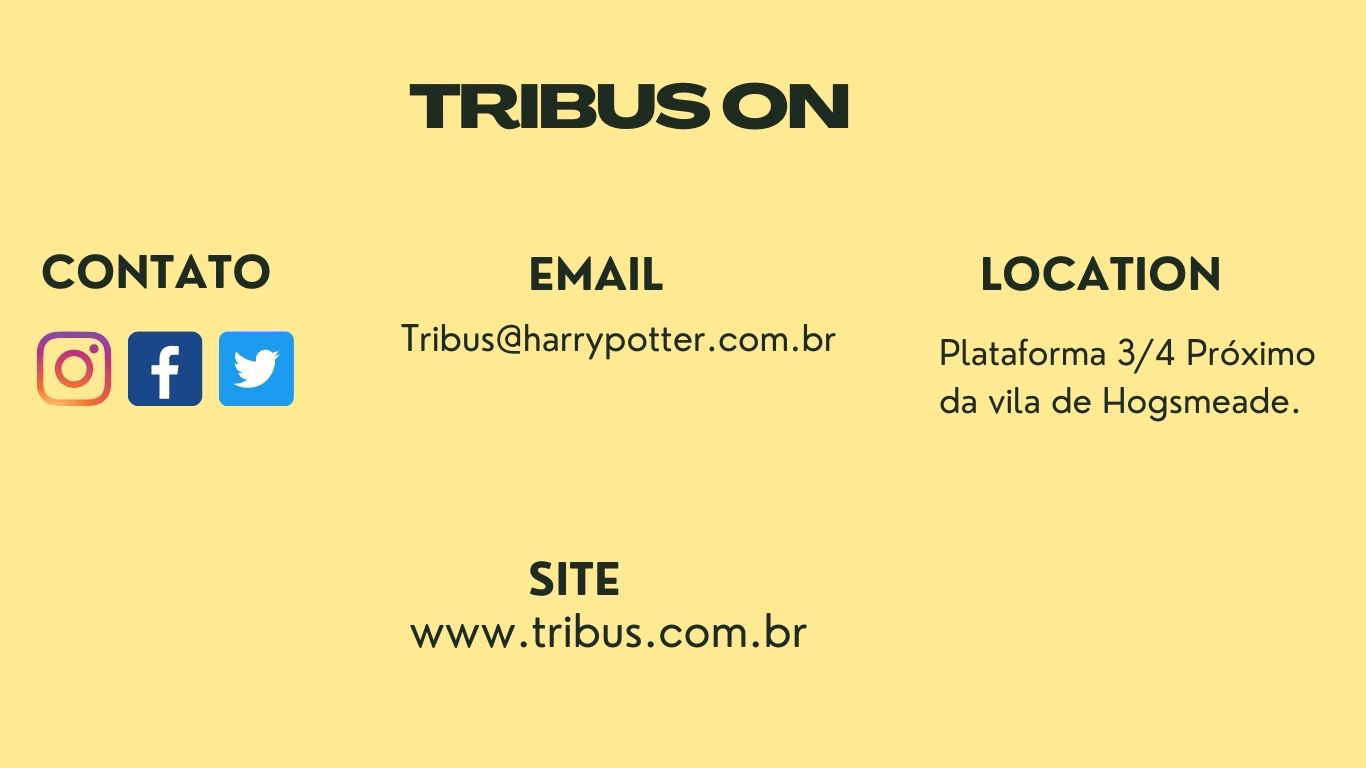 TRIBUS ON
CONTATO
EMAIL
Tribus@harrypotter.com.br
LOCATION
Plataforma 3/4 Próximo
da vila de Hogsmeade.
SITE
www.tribus.com.br